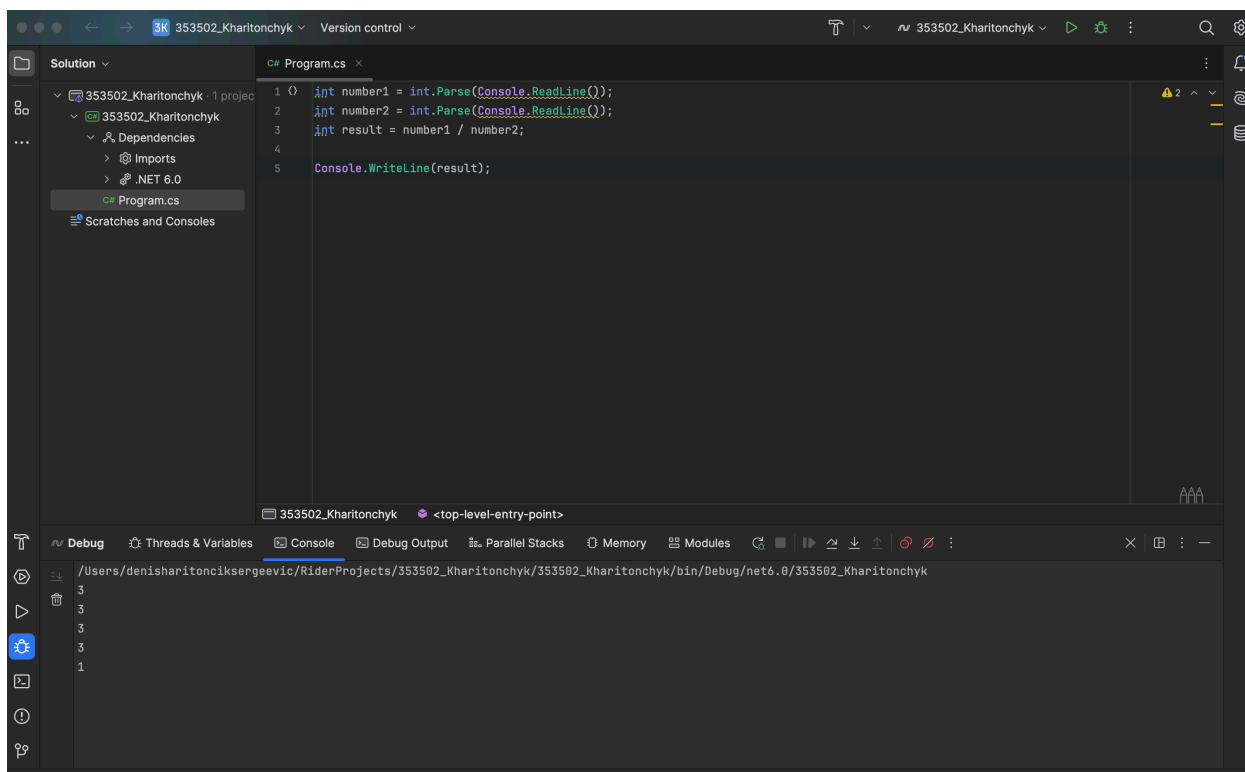 3K 353502_Kharitonchyk Version control 353502_Kharitonchyk
Solution
C# Program.cs
353502_Kharitonchyk · 1 projec
C# 353502_Kharitonchyk
Dependencies
Imports
.NET 6.0
C# Program.cs
Scratches and Consoles
1 int number1 = int.Parse(Console.ReadLine());
2 int number2 = int.Parse(Console.ReadLine());
3 int result = number1 / number2;
4
5 Console.WriteLine(result);
2
353502_Kharitonchyk <top-level-entry-point>
Debug Threads & Variables Console Debug Output Parallel Stacks Memory Modules
/Users/denisharitonciksergeevic/RiderProjects/353502_Kharitonchyk/353502_Kharitonchyk/bin/Debug/net6.0/353502_Kharitonchyk
3
3
3
3
1